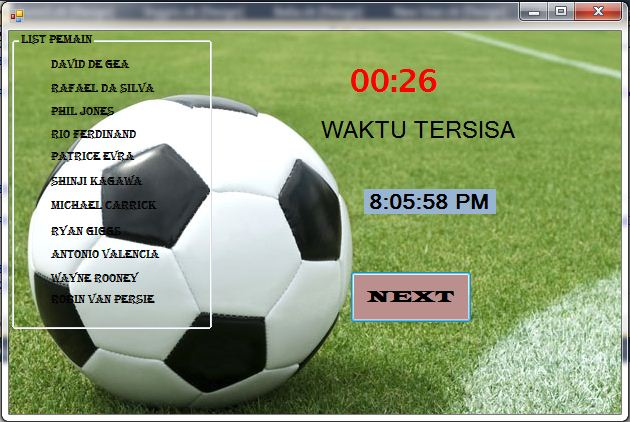 LIST PEMAIN
DAVID DE GEA
RAFAEL DA SILVA
PHIL JONES
RIO FERDINAND
PATRICE EVRA
SHINJI KAGAWA
MICHAEL CARRICK
RYAN GIGGS
ANTONIO VALENCIA
WAYNE ROONEY
ROBIN VAN PERSIE
00:26
WAKTU TERSISA
8:05:58 PM
NEXT